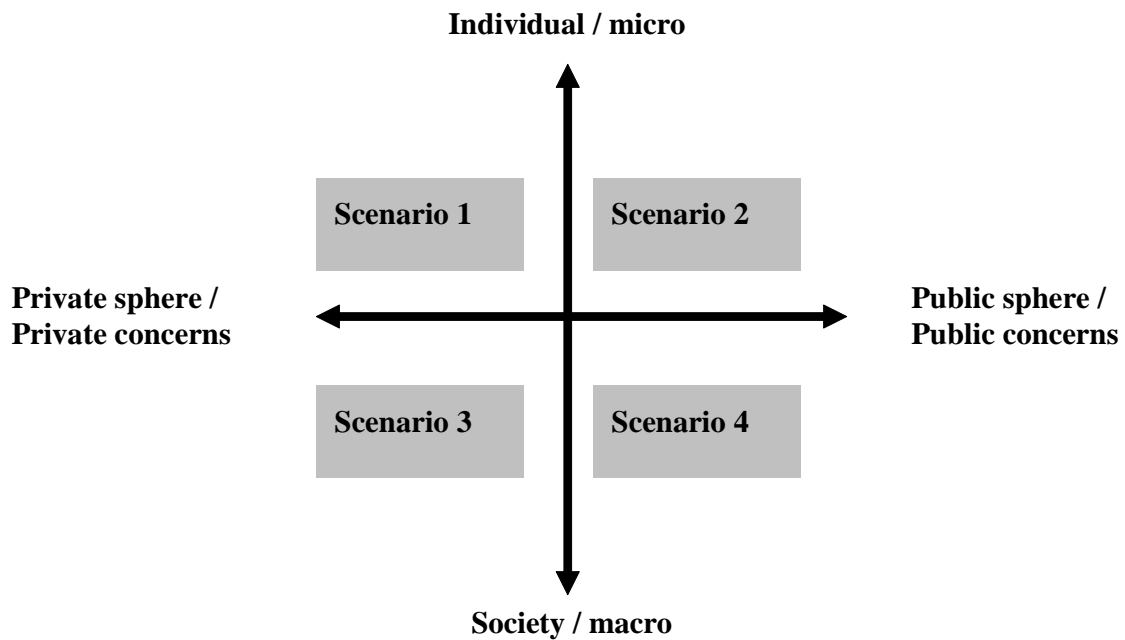 Individual / micro
Scenario 1
Scenario 2
Private sphere /
Private concerns
Public sphere /
Public concerns
Scenario 3
Scenario 4
Society / macro